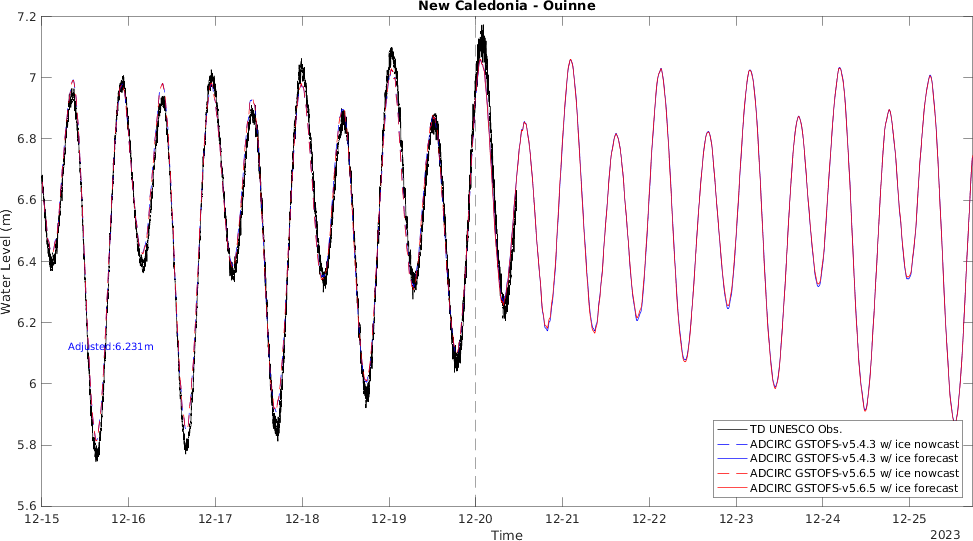 New Caledonia - Ouinne
7.2
7
6.8
6.6
6.4
6.2
6
5.8
5.6
Water Level (m)
Adjusted:6.231m
TD UNESCO Obs.
ADCIRC GSTOFS-v5.4.3 w/ ice nowcast
ADCIRC GSTOFS-v5.4.3 w/ ice forecast
ADCIRC GSTOFS-v5.6.5 w/ ice nowcast
ADCIRC GSTOFS-v5.6.5 w/ ice forecast
12-15 12-16 12-17 12-18 12-19 12-20 12-21 12-22 12-23 12-24 12-25
Time
2023